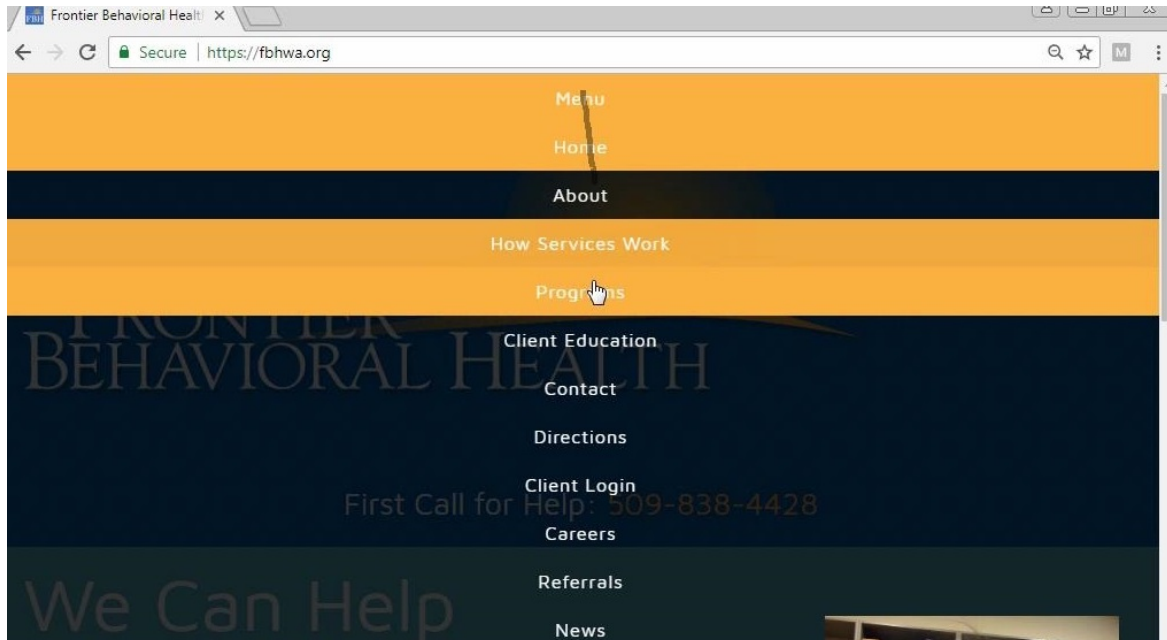 Frontier Behavioral Healt
Secure | https://fbhwa.org
Menu
Home
About
How Services Work
Programs
FRONTIER
BEHAVIORAL HEALTH
Client Education
Contact
Directions
Client Login
First Call for Help: 509-838-4428
Careers
Referrals
We Can Help
News